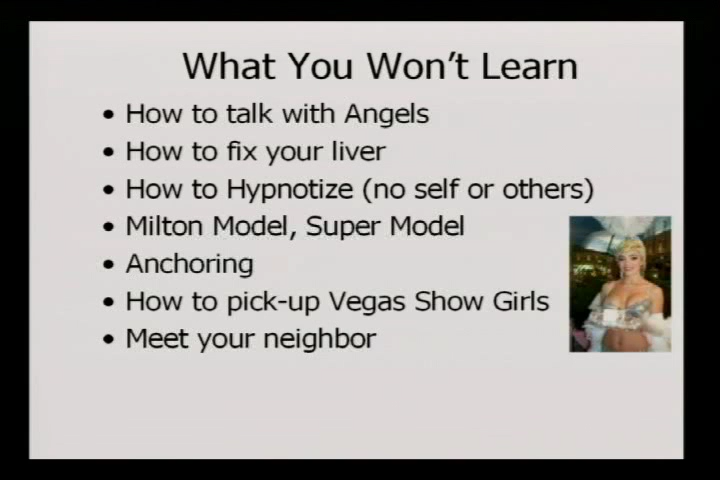 What You Won't Learn
• How to talk with Angels
• How to fix your liver
• How to Hypnotize (no self or others)
• Milton Model, Super Model
• Anchoring
• How to pick-up Vegas Show Girls
• Meet your neighbor